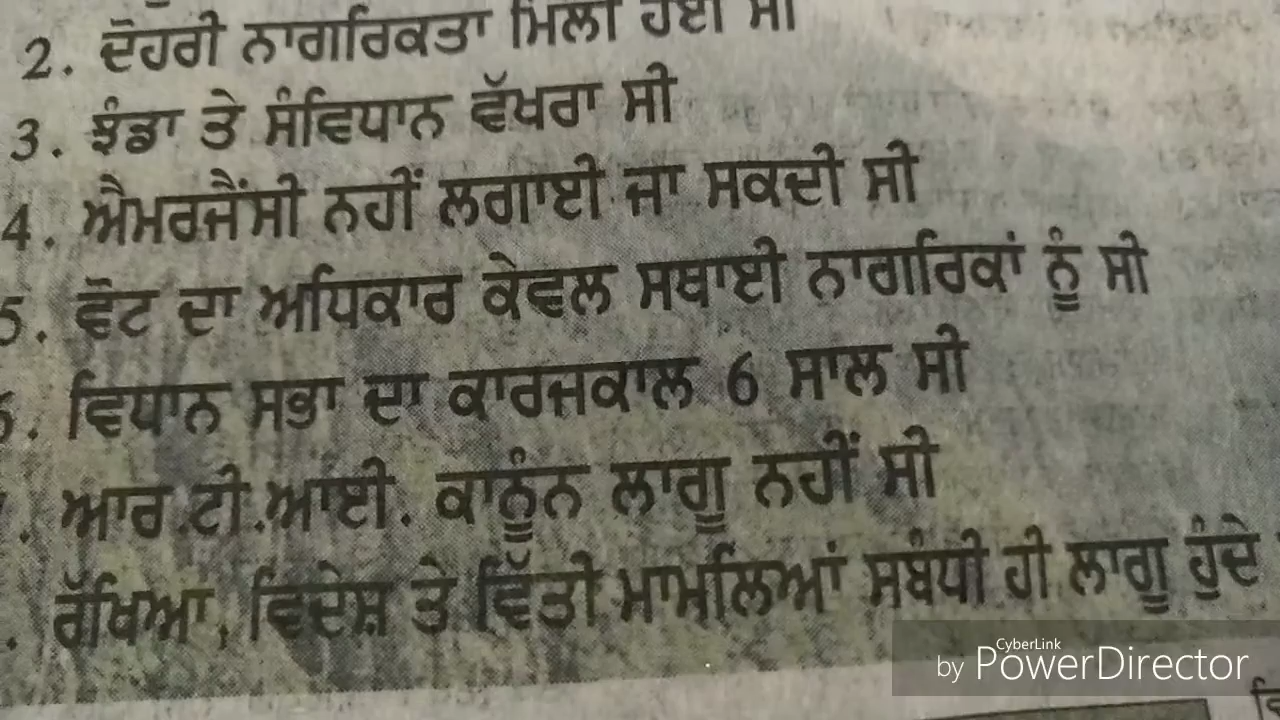 2. ਦੋਹਰੀ ਨਾਗਰਿਕਤਾ ਮਿਲੀ ਹੋਈ ਸੀ
3. ਝੰਡਾ ਤੇ ਸੰਵਿਧਾਨ ਵੱਖਰਾ ਸੀ
4. ਐਮਰਜੈਂਸੀ ਨਹੀਂ ਲਗਾਈ ਜਾ ਸਕਦੀ ਸੀ
5. ਵੋਟ ਦਾ ਅਧਿਕਾਰ ਕੇਵਲ ਸਥਾਈ ਨਾਗਰਿਕਾਂ ਨੂੰ ਸੀ
6. ਵਿਧਾਨ ਸਭਾ ਦਾ ਕਾਰਜਕਾਲ 6 ਸਾਲ ਸੀ
. ਆਰ.ਟੀ.ਆਈ. ਕਾਨੂੰਨ ਲਾਗੂ ਨਹੀਂ ਸੀ
. ਰੱਖਿਆ, ਵਿਦੇਸ਼ ਤੇ ਵਿੱਤੀ ਮਾਮਲਿਆਂ ਸਬੰਧੀ ਹੀ ਲਾਗੂ ਹੁੰਦੇ
CyberLink
by PowerDirector